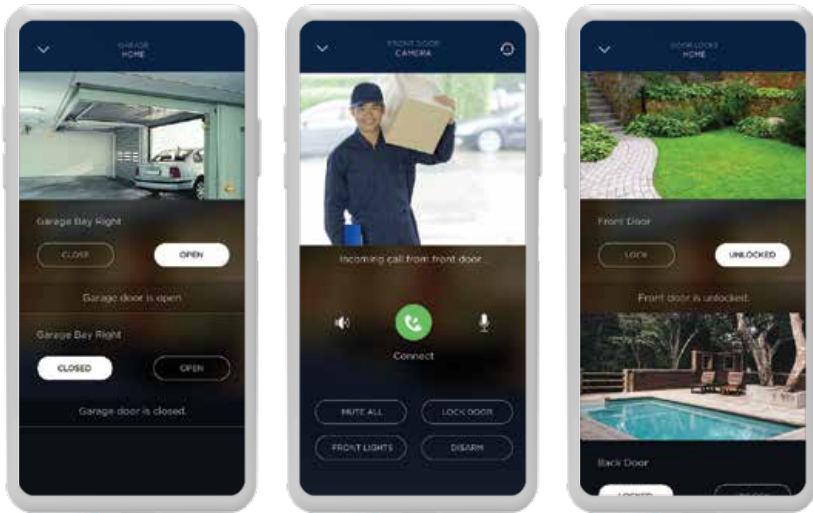 GARAGE
HOME
Garage Bay Right
CLOSE
OPEN
Garage door is open
Garage Bay Right
CLOSED
OPEN
Garage door is closed.
FRONT DOOR
CAMERA
Incoming call from front door...
Connect
MUTE ALL
LOCK DOOR
FRONT LIGHTS
DISARM
DOOR LOCKS
HOME
Front Door
LOCK
UNLOCKED
Front door is unlocked.
Back Door
LOCKED